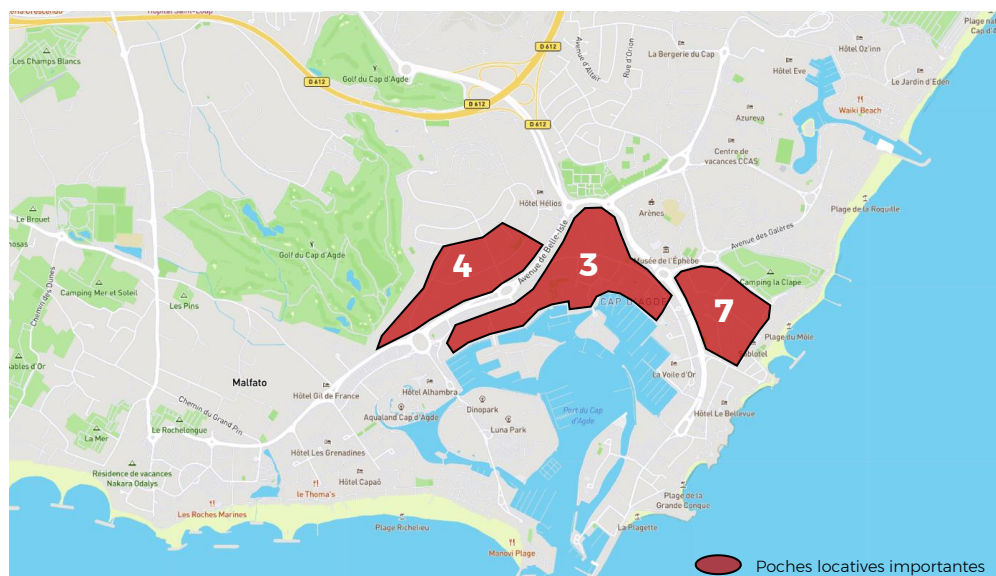 Hôpital Saint-Loup
Les Champs Blancs
Golf du Cap d'Agde
D 612
D 612
D 612
D 612
Avenue d'Altaïr
Rue d'Orion
La Bergerie du Cap
Hôtel Oz'inn
Hôtel Eve
Le Jardin d'Eden
Waiki Beach
Azureva
Centre de
vacances CCAS
Plage de la Roquille
Hôtel Hélios
Arènes
Avenue de Belle-Isle
Avenue des Galères
Musée de l'Éphèbe
Le Brouet
Golf du Cap d'Agde
4
3
7
Camping la Clape
CAP D'AGDE
Chemin des Dunes
Camping Mer et Soleil
Les Pins
Plage du Môle
La Voile d'Or
Malfato
Hôtel Gil de France
Hôtel Alhambra
Aqualand Cap d'Agde
Dinopark
Luna Park
Port du Cap
d'Agde
Hôtel Le Bellevue
Chemin du Grand Pin
Le Rochelongue
La Mer
Hôtel Les Grenadines
Résidence de vacances
Nakara Odalys
Hôtel Capaó
le Thoma's
Les Roches Marines
Plage Richelieu
Plage de la
Grande Conque
La Plagette
Manovi Plage
Poches locatives importantes